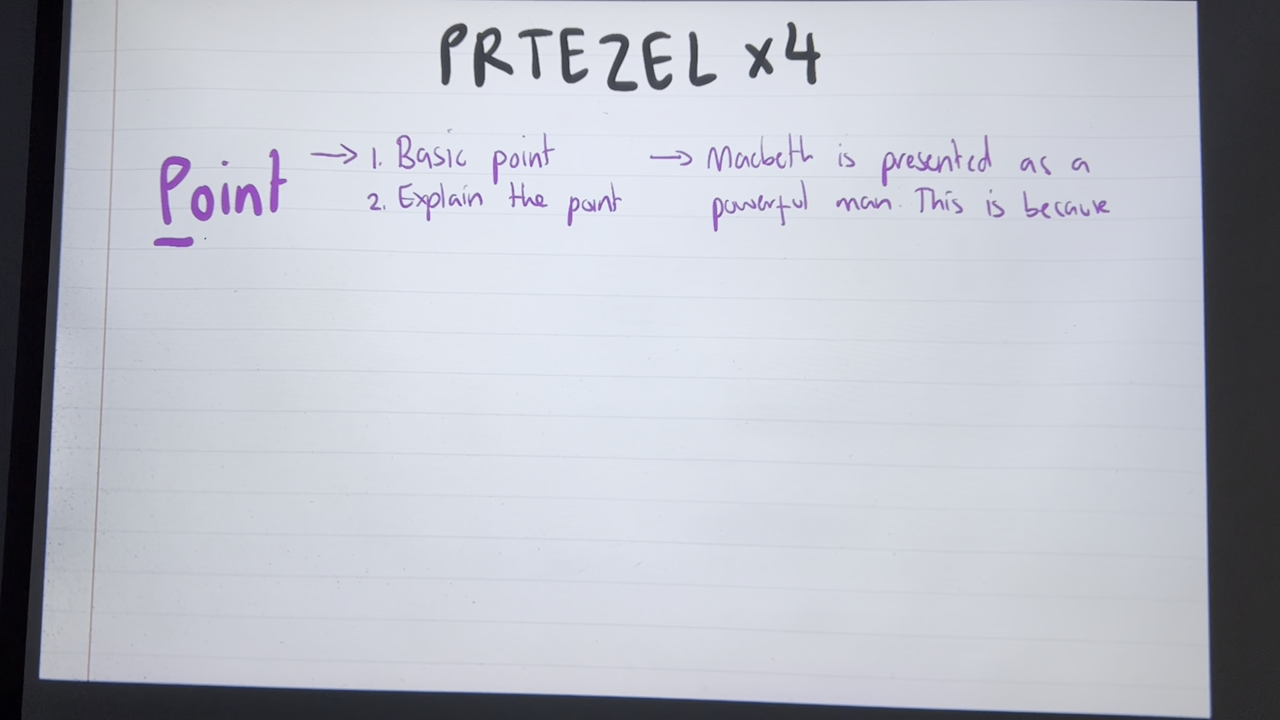 PRTEZEL x4
Point → 1. Basic point → Macbeth is presented as a
2. Explain the point powerful man. This is because